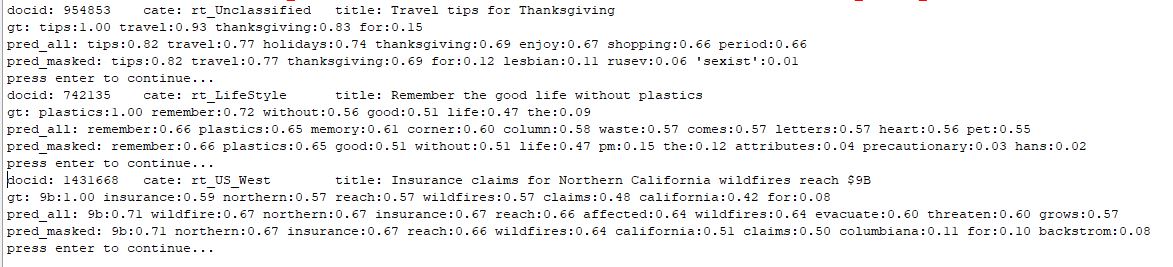 docid: 954853 cate: rt_Unclassified title: Travel tips for Thanksgiving
gt: tips:1.00 travel:0.93 thanksgiving:0.83 for:0.15
pred_all: tips:0.82 travel:0.77 holidays:0.74 thanksgiving:0.69 enjoy:0.67 shopping:0.66 period:0.66
pred_masked: tips:0.82 travel:0.77 thanksgiving:0.69 for:0.12 lesbian:0.11 rusev:0.06 'sexist':0.01
press enter to continue...
docid: 742135 cate: rt_LifeStyle title: Remember the good life without plastics
gt: plastics:1.00 remember:0.72 without:0.56 good:0.51 life:0.47 the:0.09
pred_all: remember:0.66 plastics:0.65 memory:0.61 corner:0.60 column:0.58 waste:0.57 comes:0.57 letters:0.57 heart:0.56 pet:0.55
pred_masked: remember:0.66 plastics:0.65 good:0.51 without:0.51 life:0.47 pm:0.15 the:0.12 attributes:0.04 precautionary:0.03 hans:0.02
press enter to continue...
docid: 1431668 cate: rt_US_West title: Insurance claims for Northern California wildfires reach $9B
gt: 9b:1.00 insurance:0.59 northern:0.57 reach:0.57 wildfires:0.57 claims:0.48 california:0.42 for:0.08
pred_all: 9b:0.71 wildfire:0.67 northern:0.67 insurance:0.67 reach:0.66 affected:0.64 wildfires:0.64 evacuate:0.60 threaten:0.60 grows:0.57
pred_masked: 9b:0.71 northern:0.67 insurance:0.67 reach:0.66 wildfires:0.64 california:0.51 claims:0.50 columbiana:0.11 for:0.10 backstrom:0.08
press enter to continue...